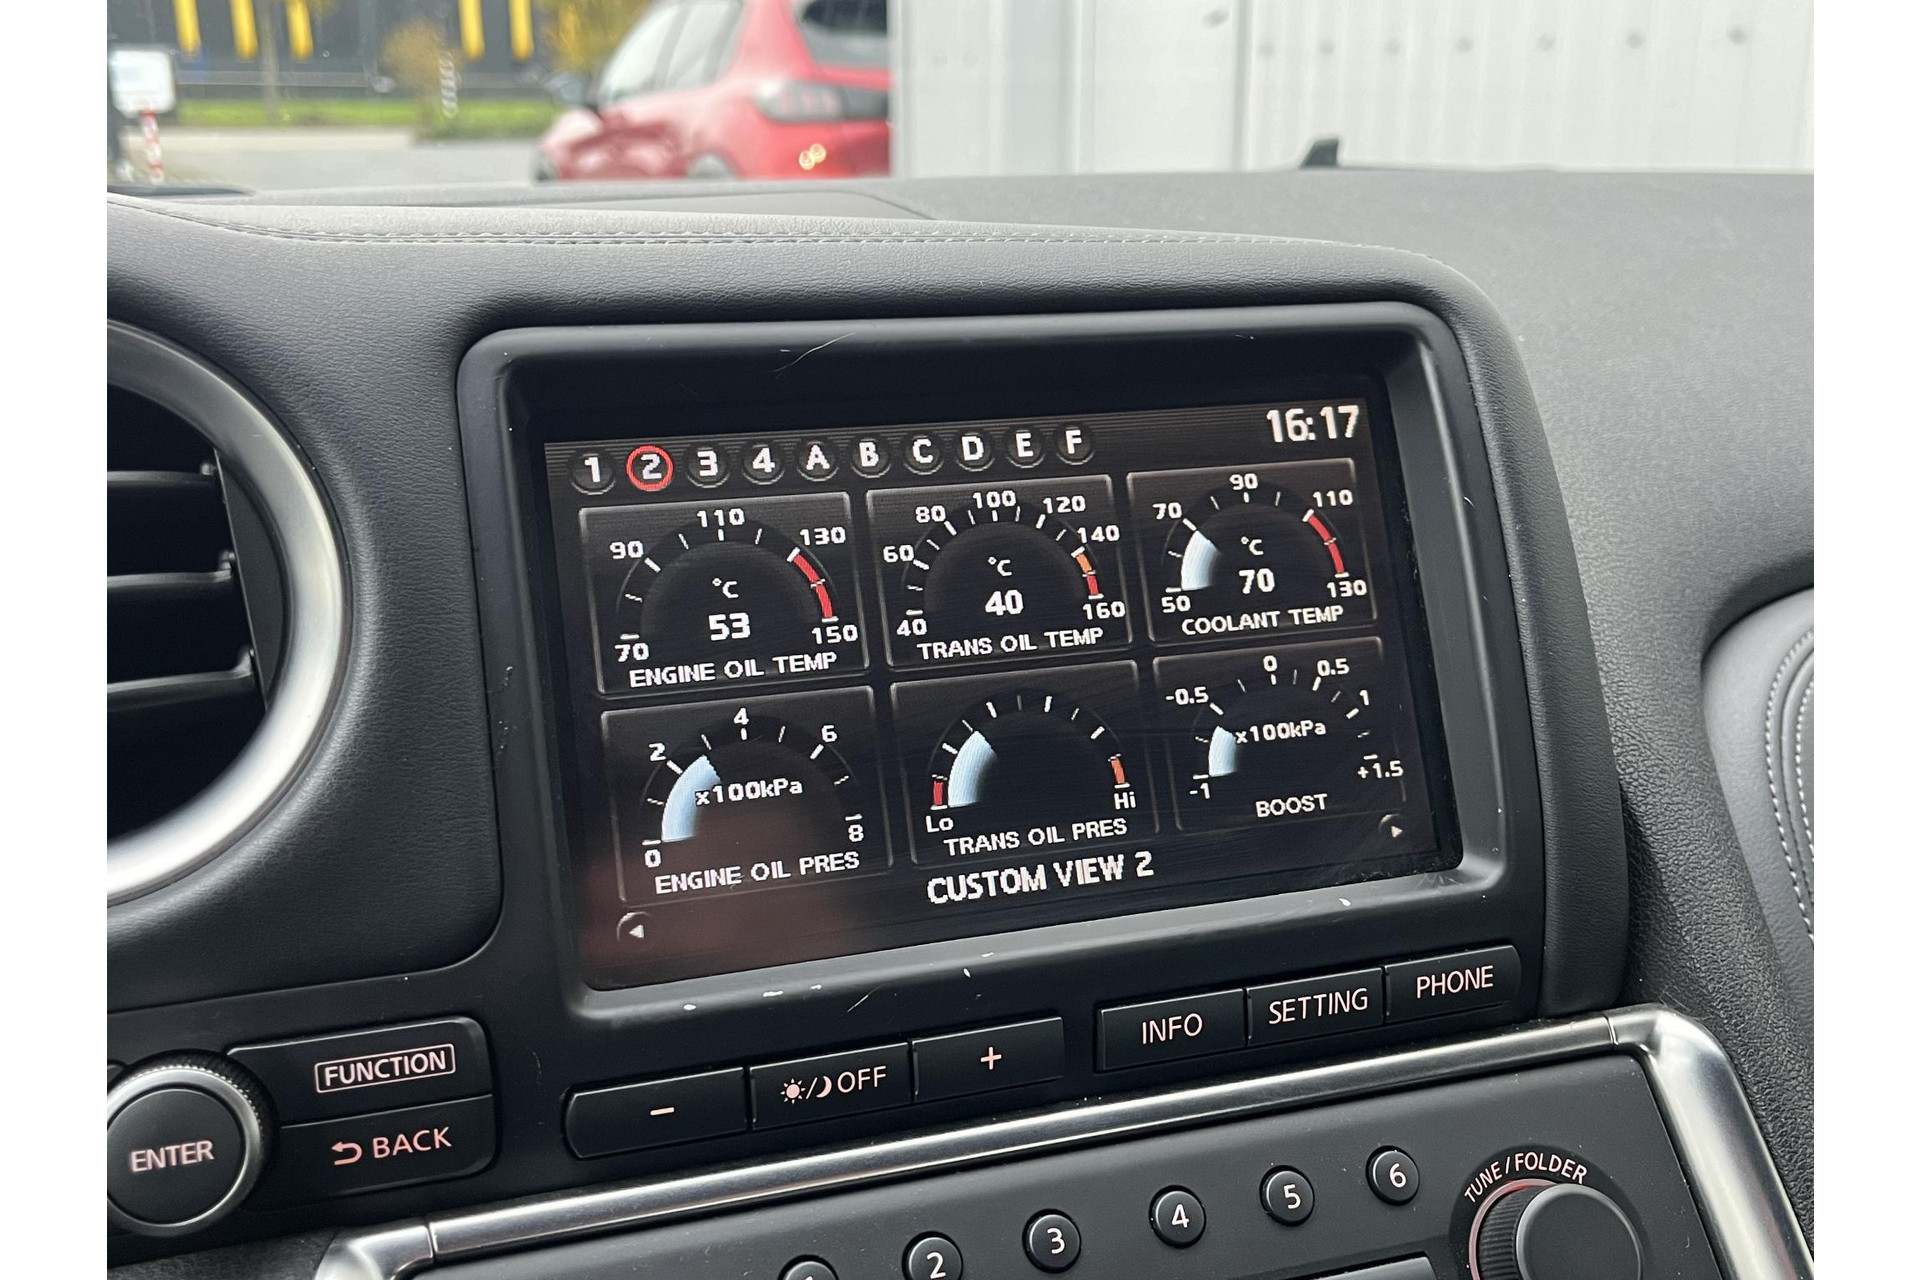 16:17
1 2 3 4 A B C D E F
70 90 110 130 150
°C
53
ENGINE OIL TEMP
40 60 80 100 120 140 160
°C
40
TRANS OIL TEMP
50 70 90 110 130
°C
70
COOLANT TEMP
0 2 4 6 8
x100kPa
ENGINE OIL PRES
Lo Hi
TRANS OIL PRES
-1 -0.5 0 0.5 1 +1.5
x100kPa
BOOST
CUSTOM VIEW 2
FUNCTION
ENTER
BACK
- OFF +
INFO SETTING PHONE
1 2 3 4 5 6
TUNE/FOLDER